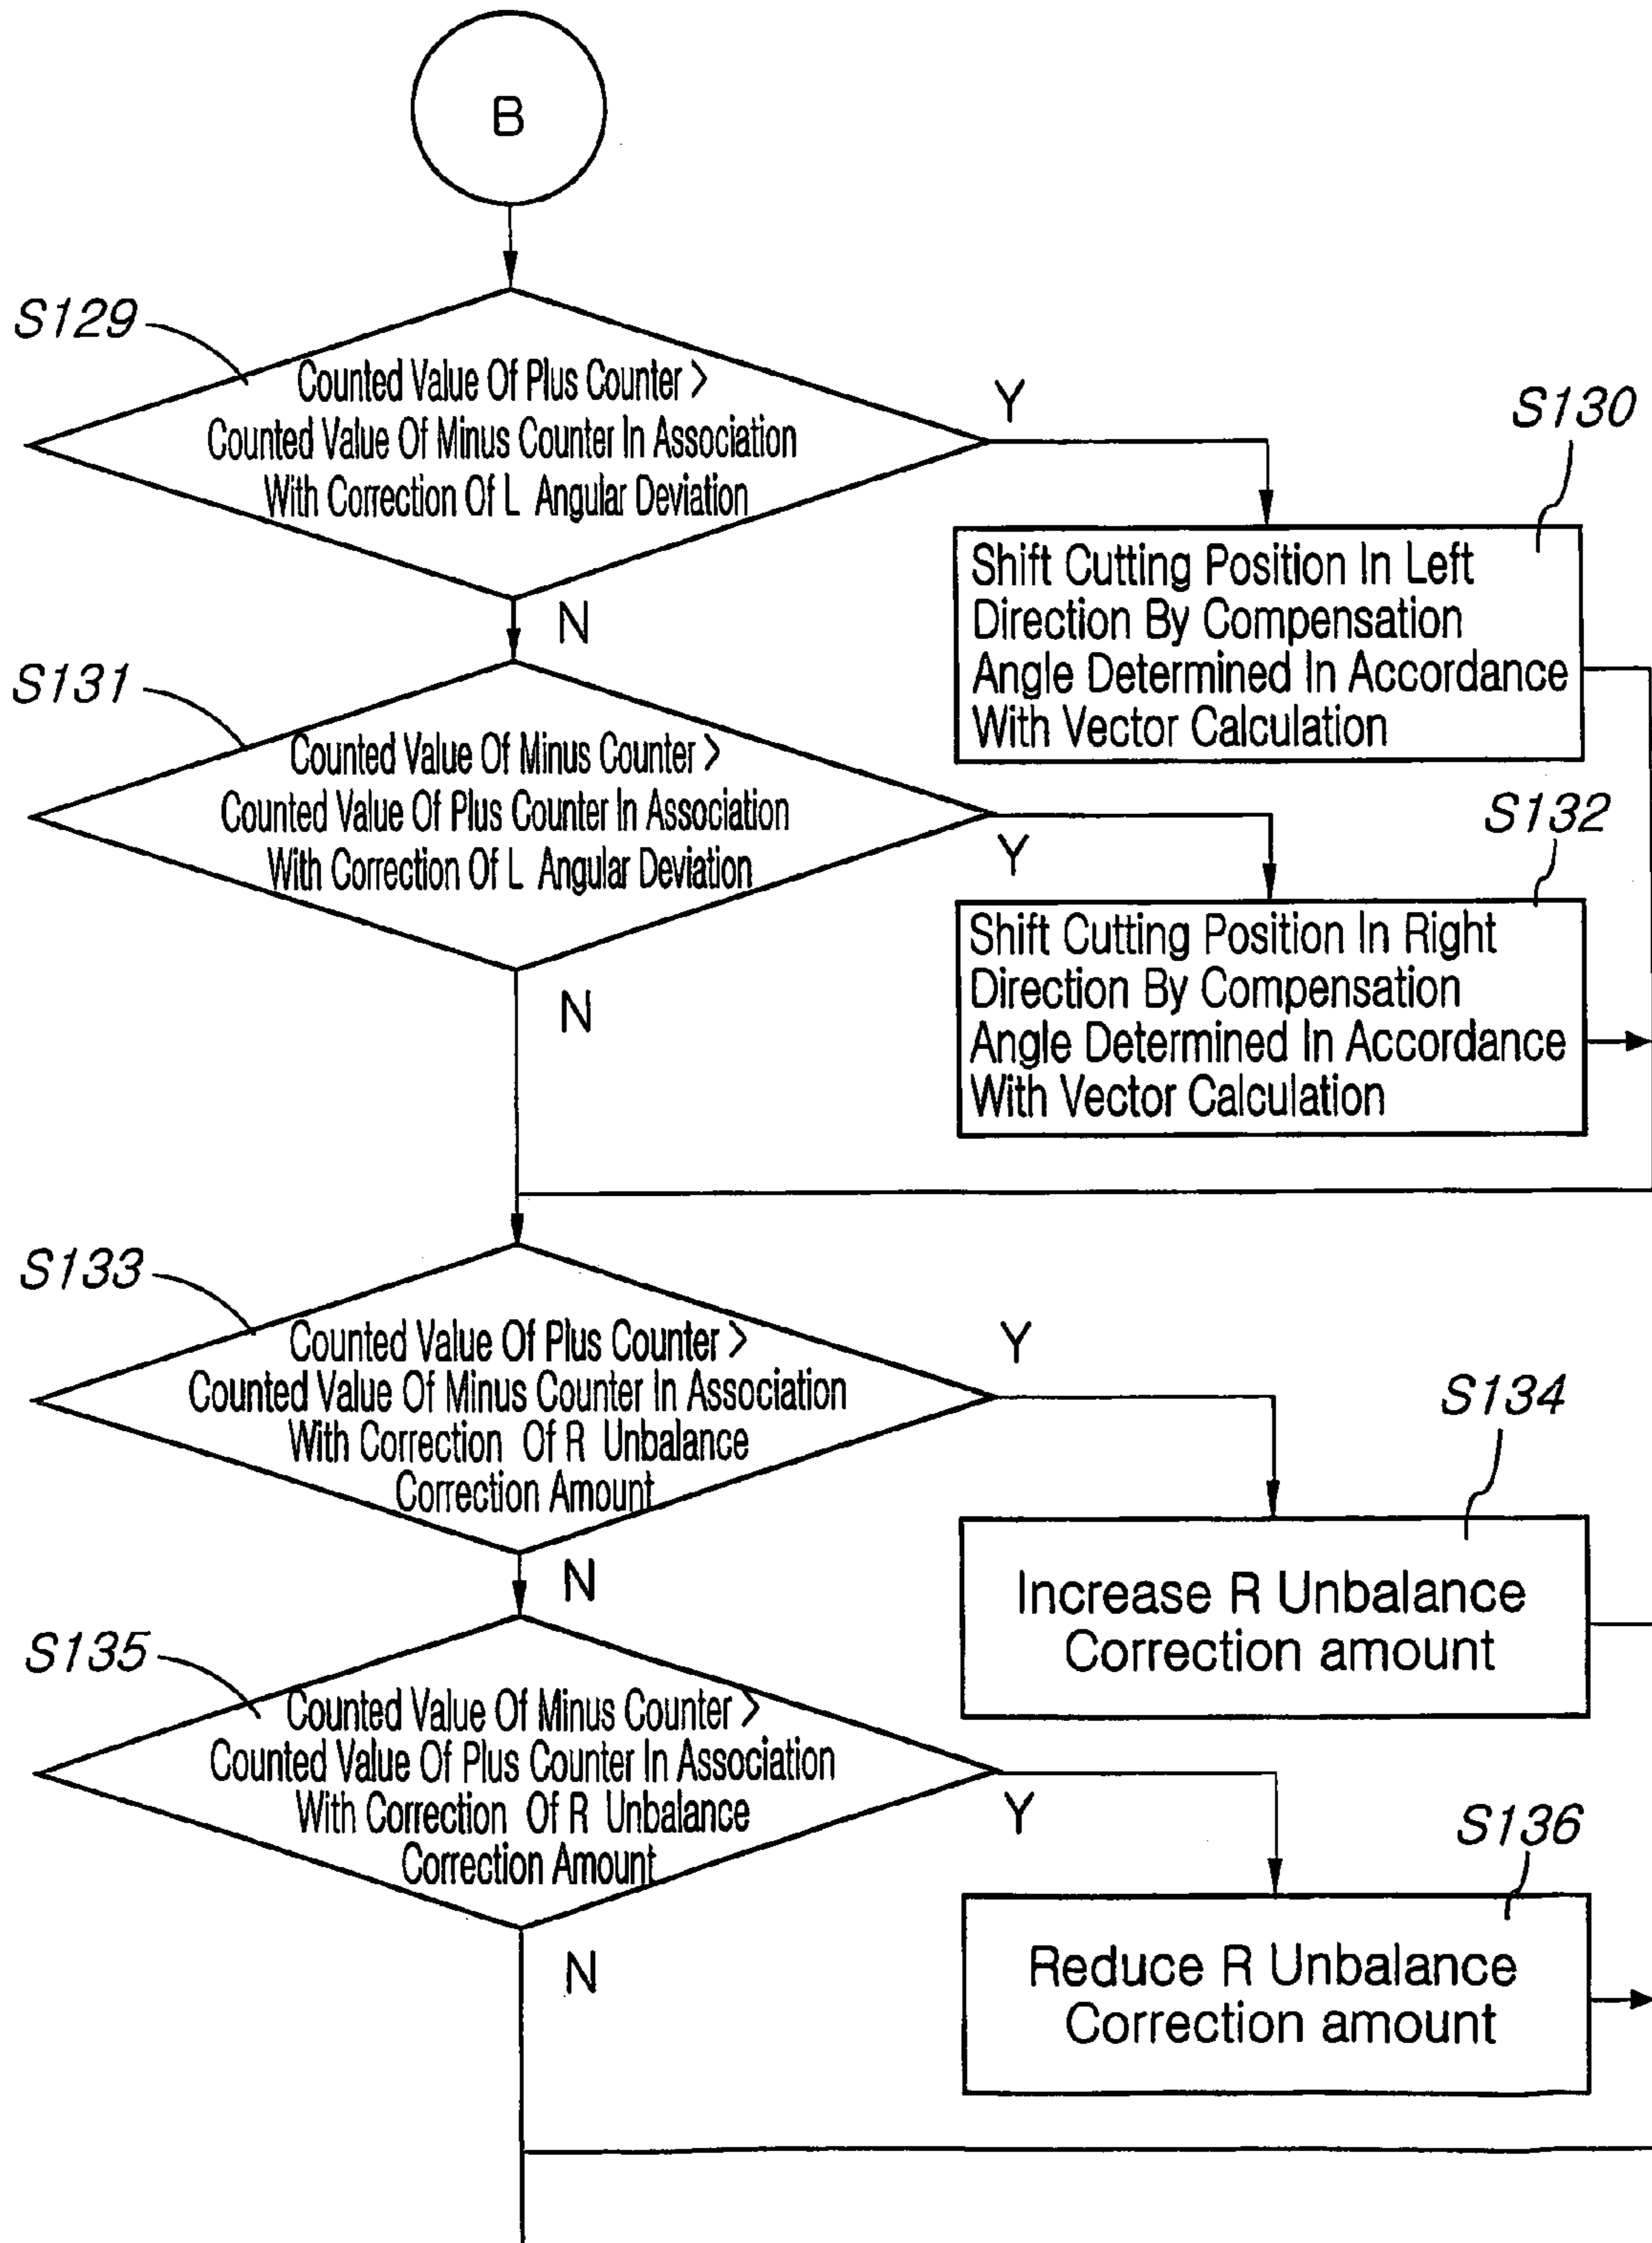 B
S129
Counted Value Of Plus Counter >
Counted Value Of Minus Counter In Association
With Correction Of L Angular Deviation
Y
S130
Shift Cutting Position In Left
Direction By Compensation
Angle Determined In Accordance
With Vector Calculation
N
S131
Counted Value Of Minus Counter >
Counted Value Of Plus Counter In Association
With Correction Of L Angular Deviation
Y
S132
Shift Cutting Position In Right
Direction By Compensation
Angle Determined In Accordance
With Vector Calculation
N
S133
Counted Value Of Plus Counter >
Counted Value Of Minus Counter In Association
With Correction Of R Unbalance
Correction Amount
Y
S134
Increase R Unbalance
Correction amount
N
S135
Counted Value Of Minus Counter >
Counted Value Of Plus Counter In Association
With Correction Of R Unbalance
Correction Amount
Y
S136
Reduce R Unbalance
Correction amount
N